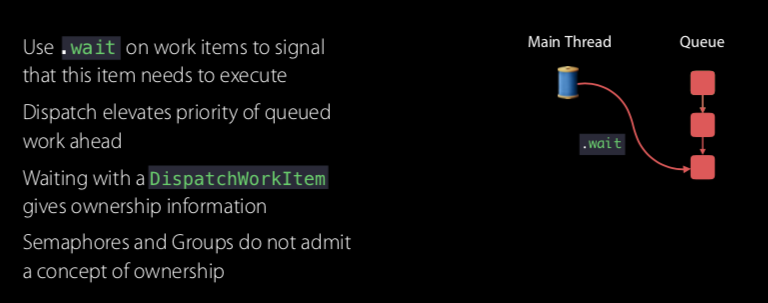 Use .wait on work items to signal
that this item needs to execute
Dispatch elevates priority of queued
work ahead
Waiting with a DispatchWorkItem
gives ownership information
Semaphores and Groups do not admit
a concept of ownership
Main Thread
Queue
.wait